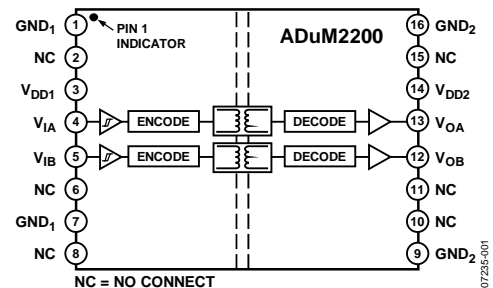 GND1 1 PIN 1 INDICATOR ADuM2200 16 GND2
NC 2 15 NC
VDD1 3 14 VDD2
VIA 4 ENCODE DECODE 13 VOA
VIB 5 ENCODE DECODE 12 VOB
NC 6 11 NC
GND1 7 10 NC
NC 8 9 GND2
NC = NO CONNECT
07235-001